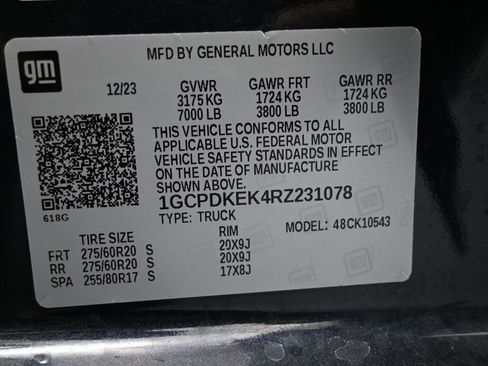 gm
MFD BY GENERAL MOTORS LLC
12/23 GVWR GAWR FRT GAWR RR
3175 KG 1724 KG 1724 KG
7000 LB 3800 LB 3800 LB
THIS VEHICLE CONFORMS TO ALL
APPLICABLE U.S. FEDERAL MOTOR
VEHICLE SAFETY STANDARDS IN EFFECT
ON THE DATE OF MANUFACTURE
SHOWN ABOVE.
618G
1GCPDKEK4RZ231078
TYPE: TRUCK MODEL: 48CK10543
TIRE SIZE RIM
FRT 275/60R20 S 20X9J
RR 275/60R20 S 20X9J
SPA 255/80R17 S 17X8J